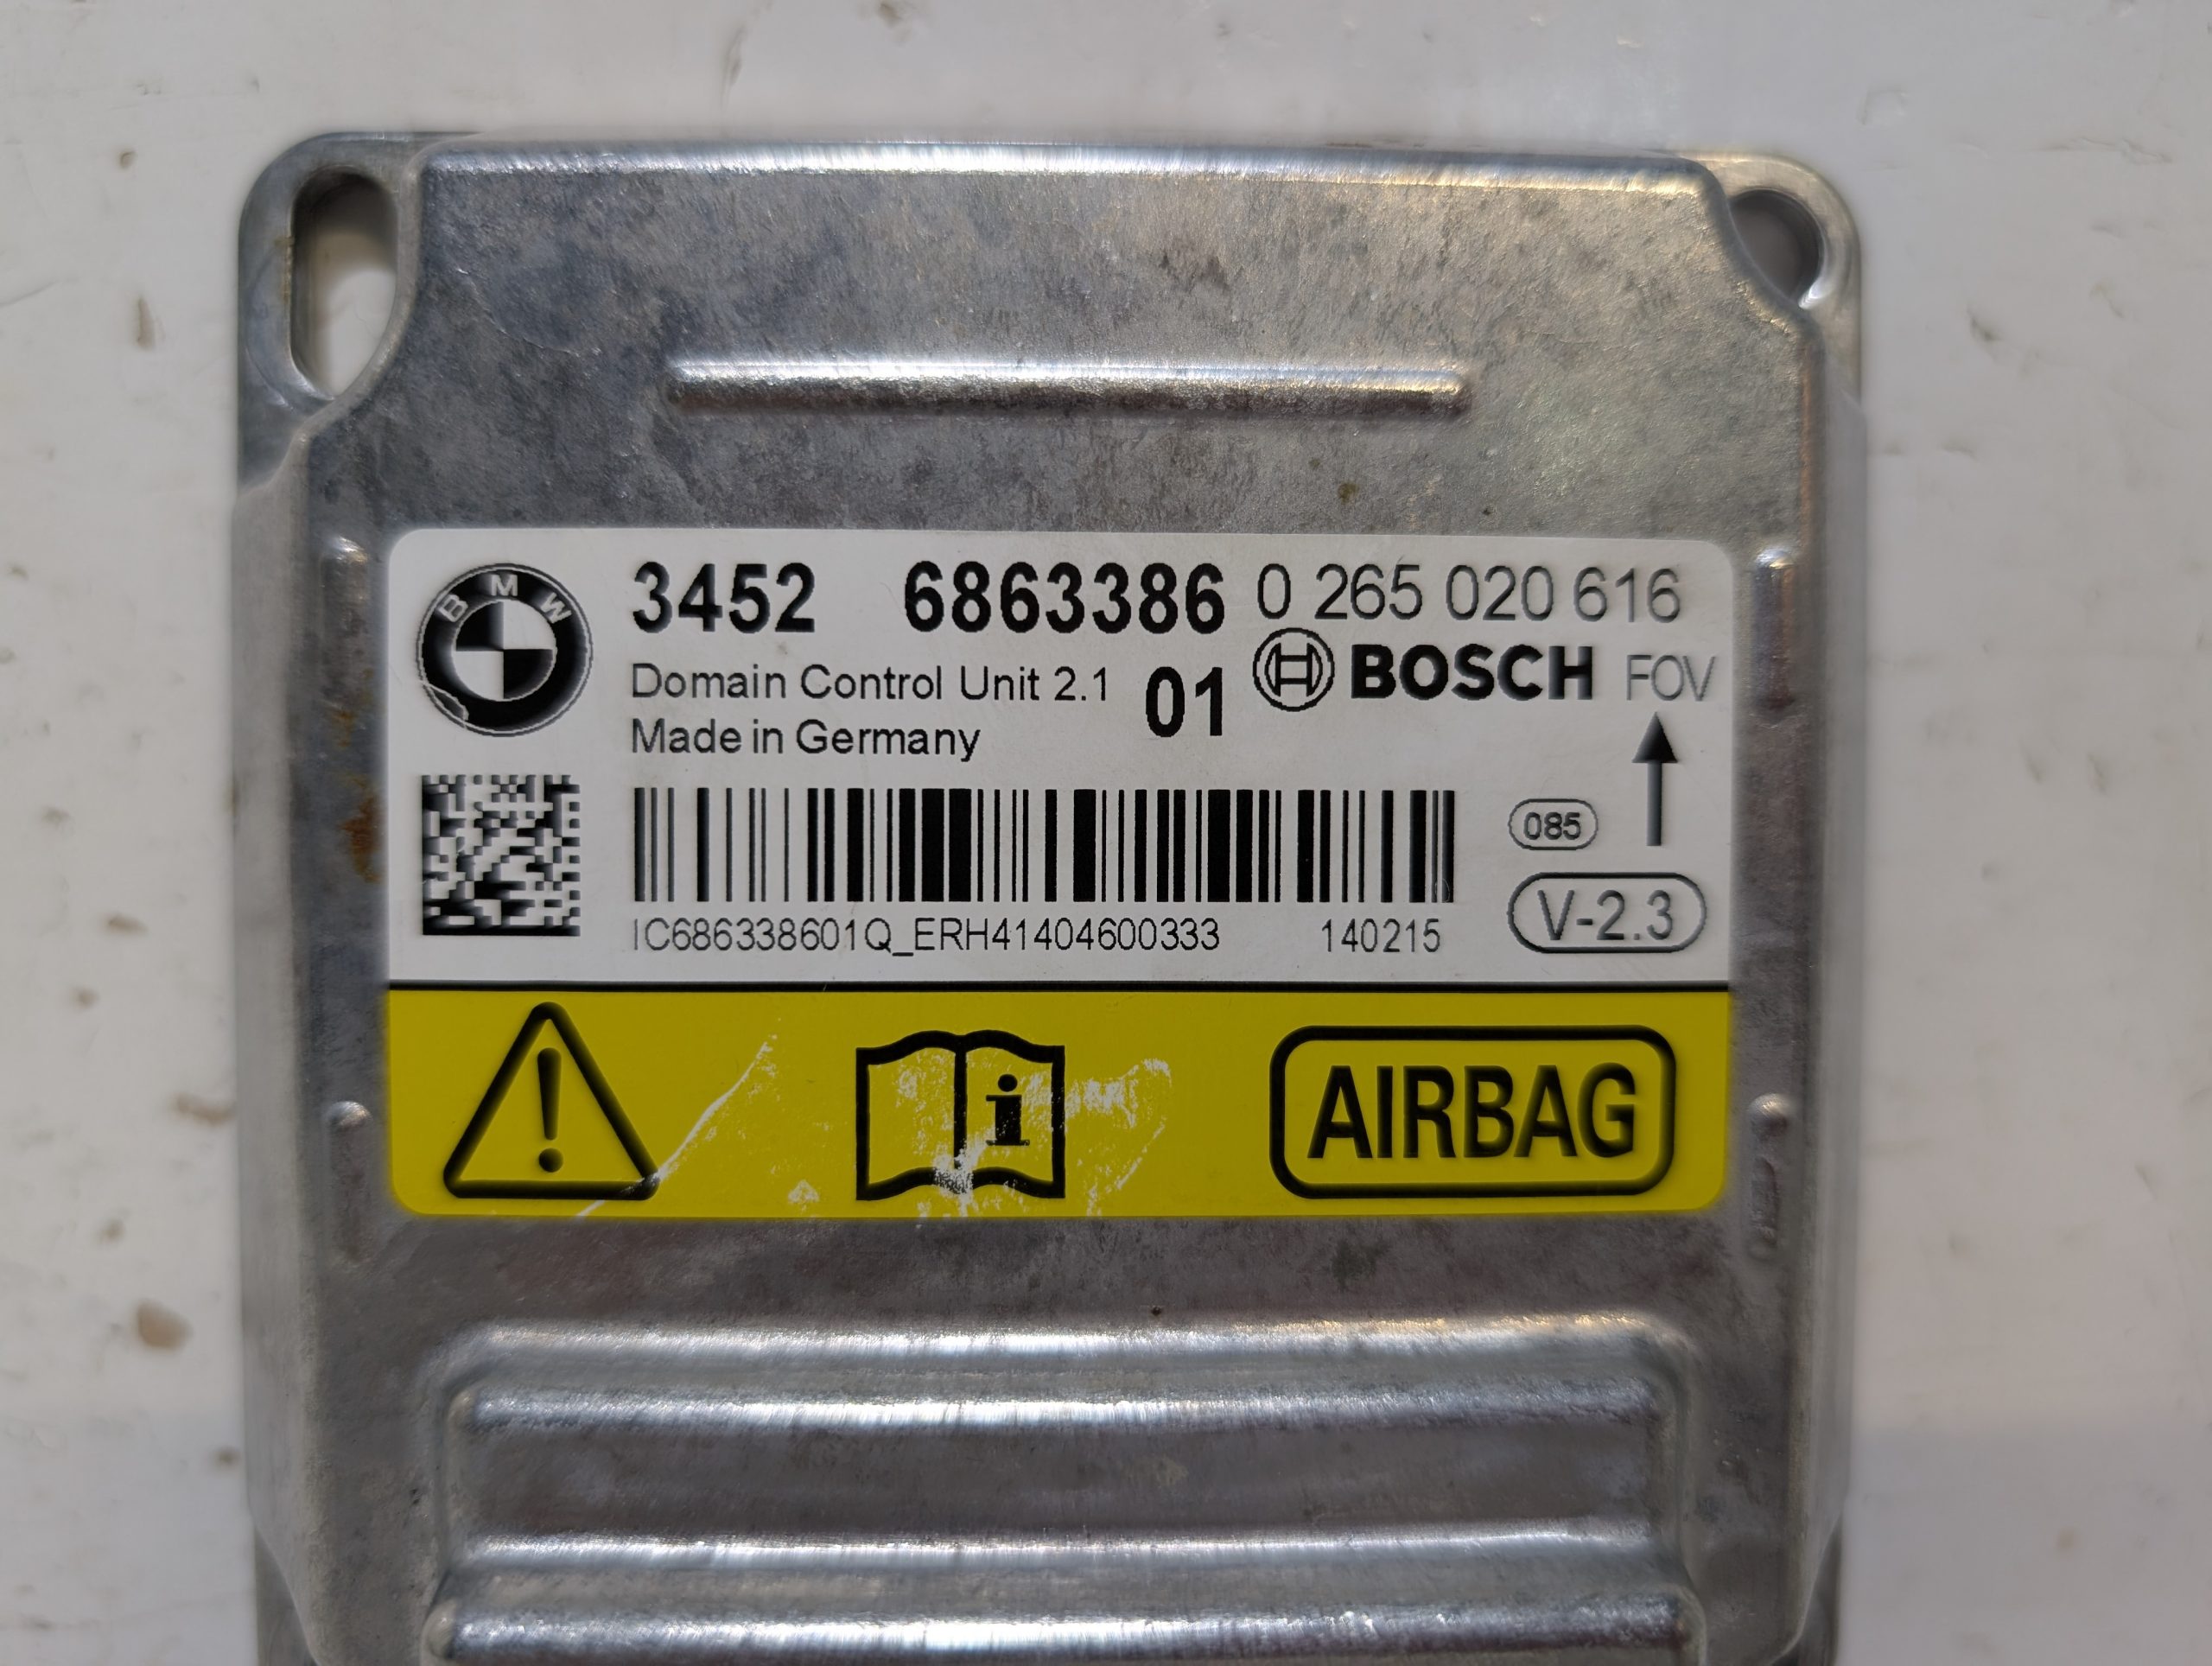 BMW
3452 6863386 0 265 020 616
Domain Control Unit 2.1 01 BOSCH FOV
Made in Germany
085
V-2.3
IC686338601Q_ERH41404600333 140215
! i AIRBAG